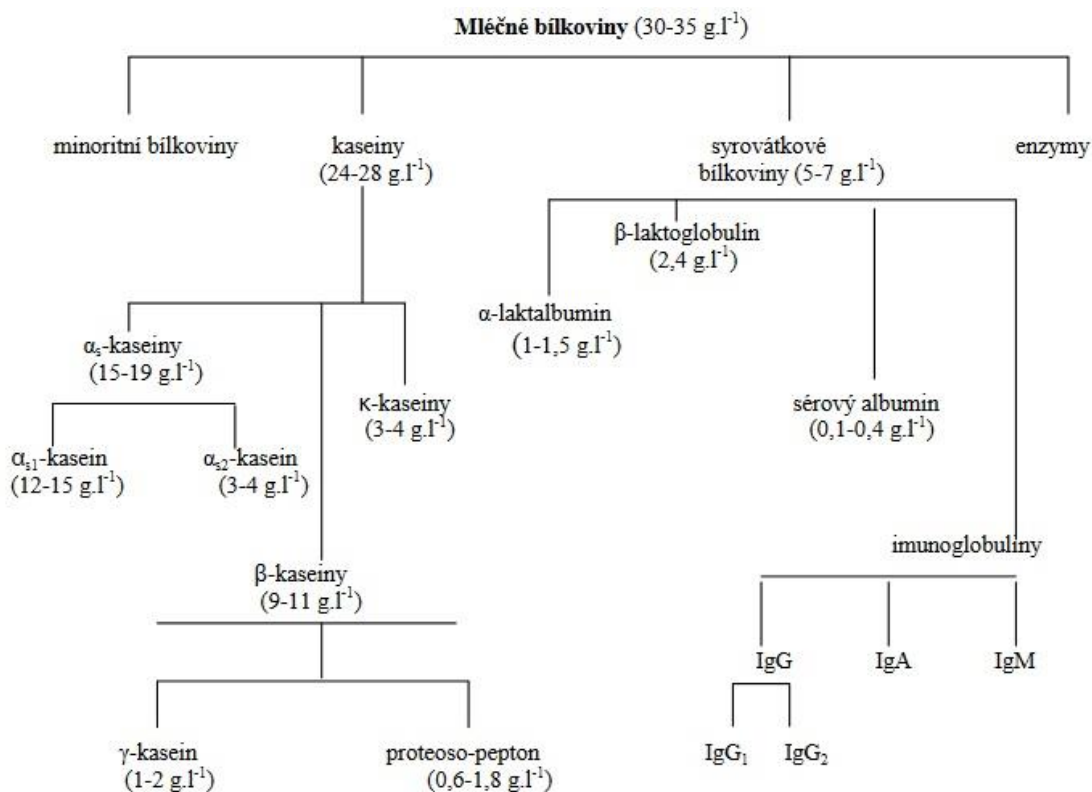 Mléčné bílkoviny (30-35 g.l⁻¹)
minoritní bílkoviny
kaseiny
(24-28 g.l⁻¹)
syrovátkové
bílkoviny (5-7 g.l⁻¹)
enzymy
β-laktoglobulin
(2,4 g.l⁻¹)
α-laktalbumin
(1-1,5 g.l⁻¹)
αₛ-kaseiny
(15-19 g.l⁻¹)
κ-kaseiny
(3-4 g.l⁻¹)
sérový albumin
(0,1-0,4 g.l⁻¹)
αₛ₁-kasein
(12-15 g.l⁻¹)
αₛ₂-kasein
(3-4 g.l⁻¹)
imunoglobuliny
β-kaseiny
(9-11 g.l⁻¹)
IgG
IgA
IgM
γ-kasein
(1-2 g.l⁻¹)
proteoso-pepton
(0,6-1,8 g.l⁻¹)
IgG₁
IgG₂